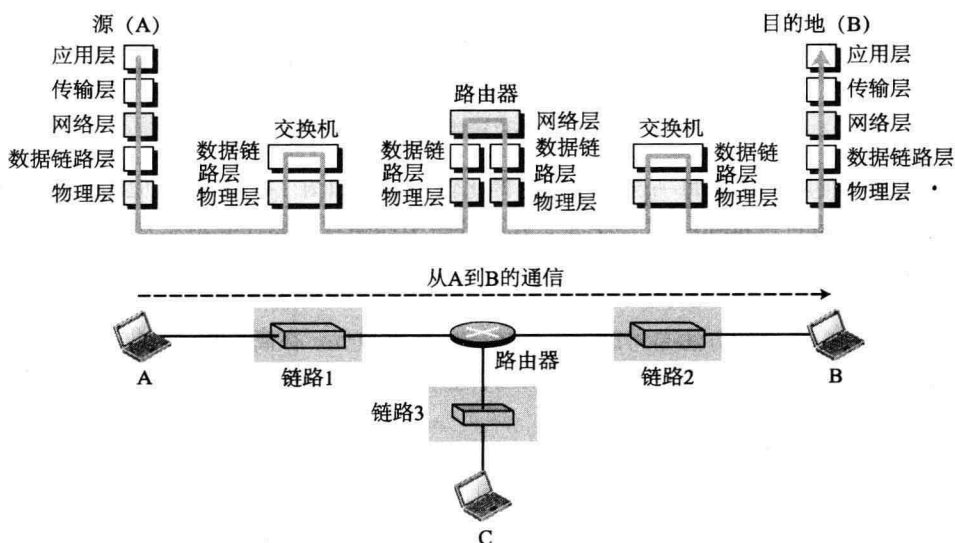 源（A）
目的地（B）
应用层
传输层
网络层
数据链路层
物理层
交换机
数据链
路层
物理层
路由器
网络层
数据链
路层
物理层
数据链
路层
物理层
交换机
数据链
路层
物理层
应用层
传输层
网络层
数据链路层
物理层
从A到B的通信
A
链路1
路由器
链路2
B
链路3
C